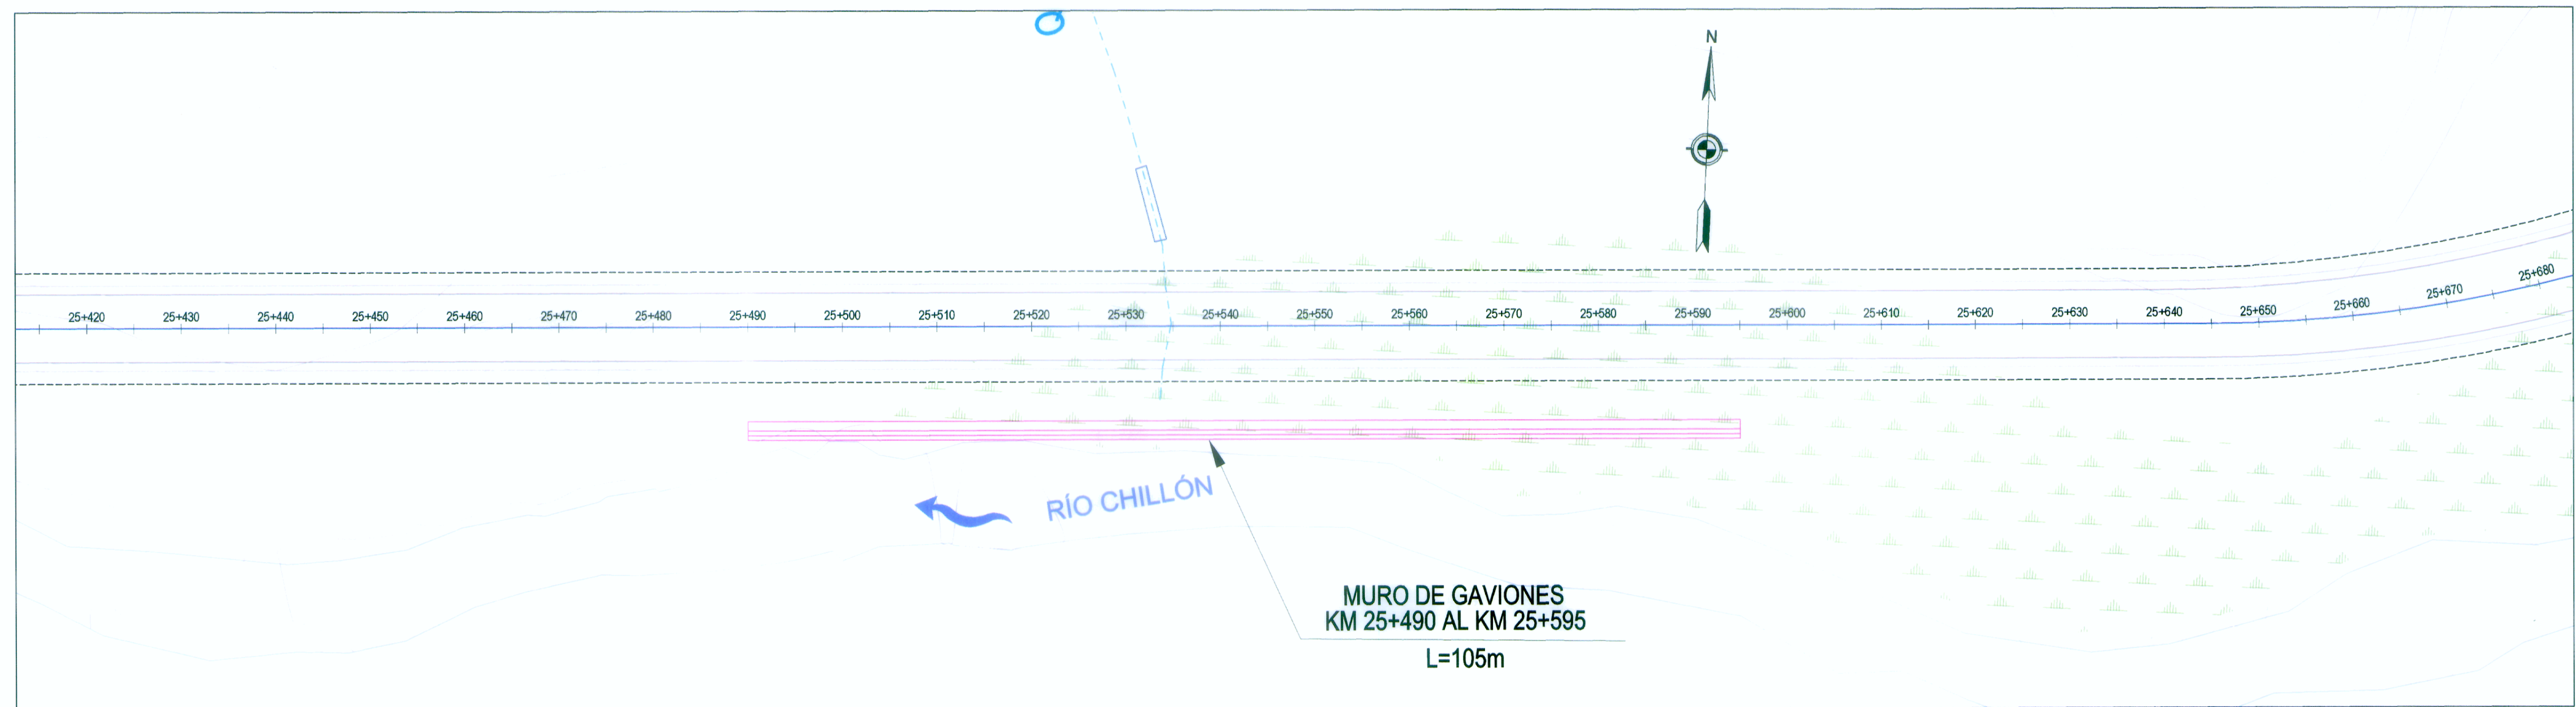 Q
N
25+420 25+430 25+440 25+450 25+460 25+470 25+480 25+490 25+500 25+510 25+520 25+530 25+540 25+550 25+560 25+570 25+580 25+590 25+600 25+610 25+620 25+630 25+640 25+650 25+660 25+670 25+680
RÍO CHILLÓN
MURO DE GAVIONES
KM 25+490 AL KM 25+595
L=105m